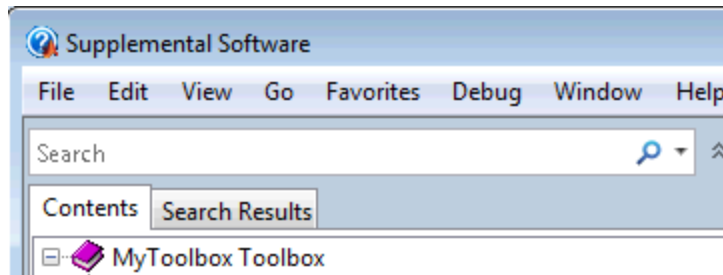 Supplemental Software
File Edit View Go Favorites Debug Window Help
Search
Contents Search Results
MyToolbox Toolbox